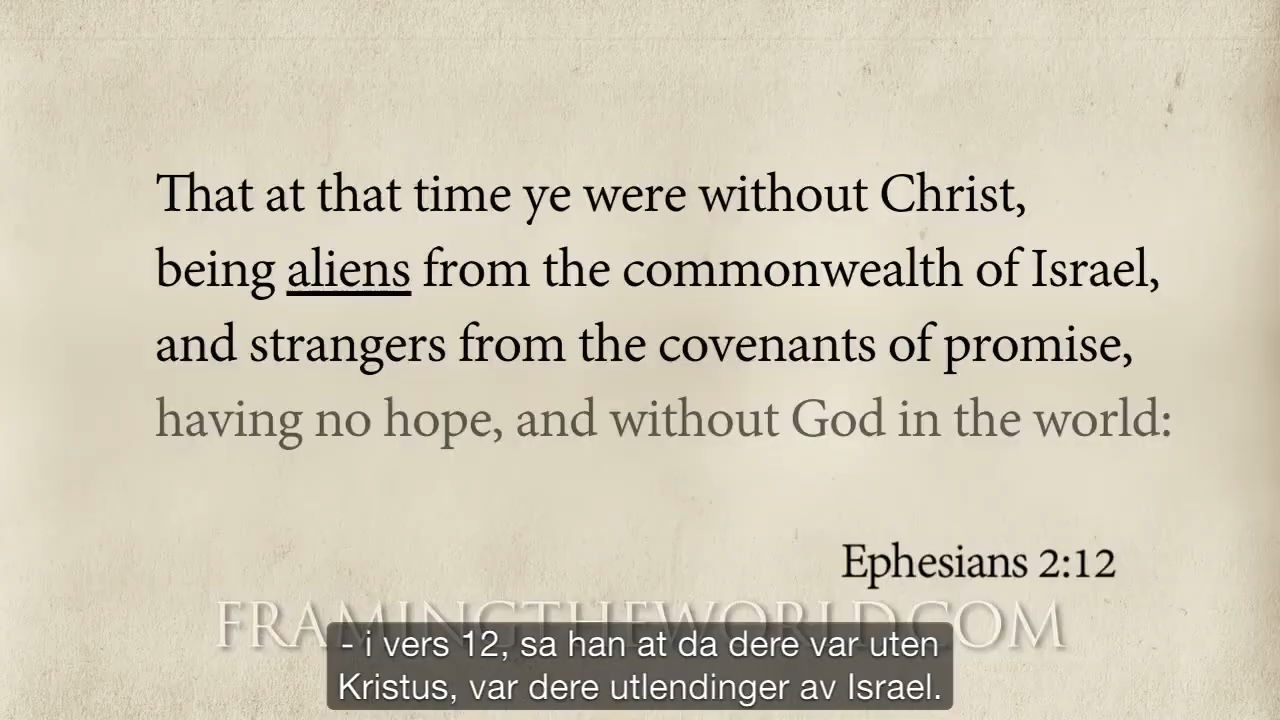 That at that time ye were without Christ,
being aliens from the commonwealth of Israel,
and strangers from the covenants of promise,
having no hope, and without God in the world:
Ephesians 2:12
FRAMINGTHEWORLD.COM
- i vers 12, sa han at da dere var uten
Kristus, var dere utlendinger av Israel.